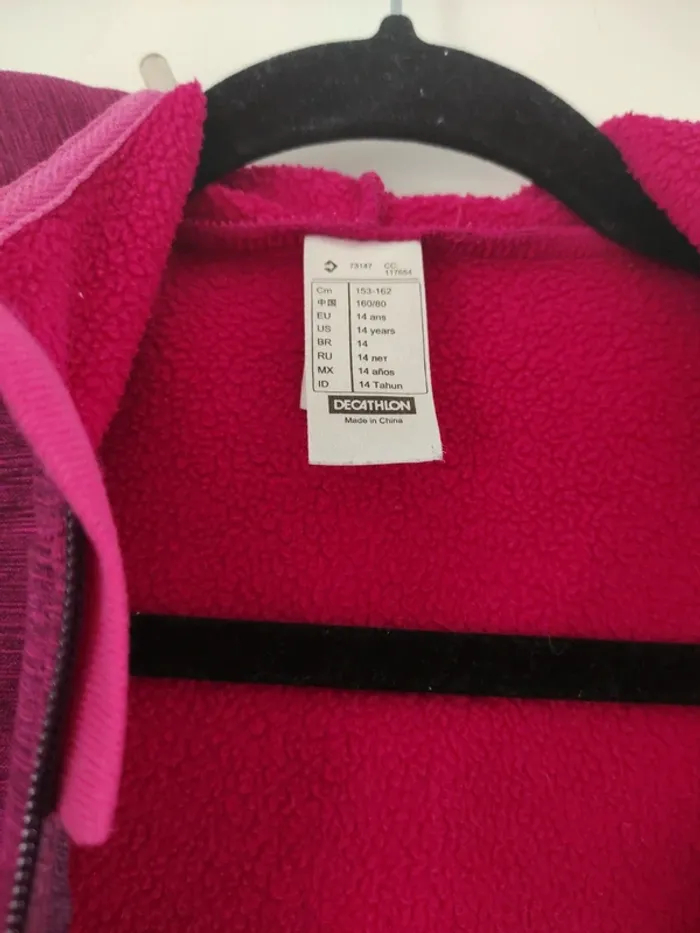 73147 CC:
117654
Cm 153-162
中国 160/80
EU 14 ans
US 14 years
BR 14
RU 14 лет
MX 14 años
ID 14 Tahun
DECATHLON
Made in China